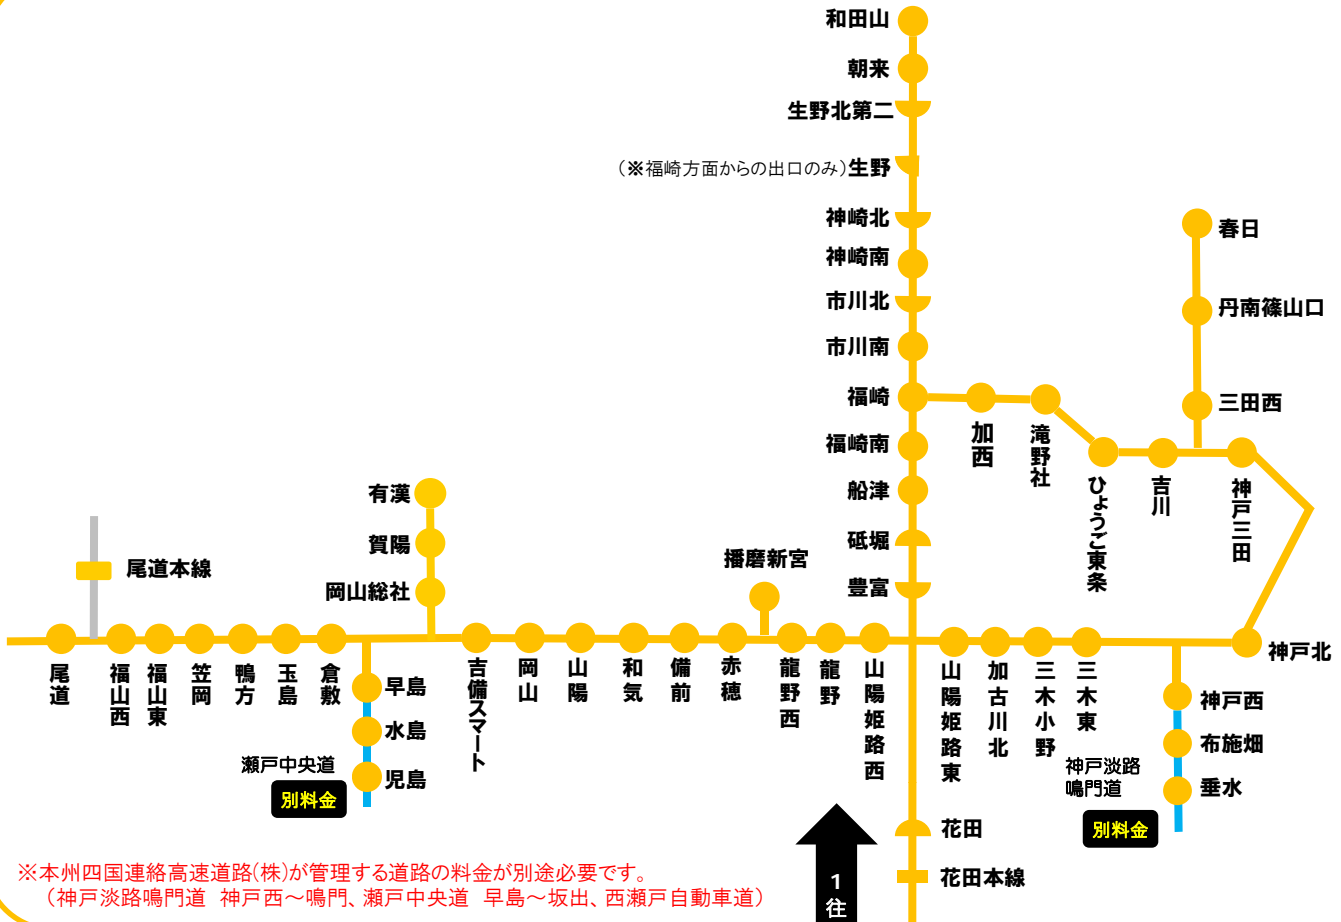 和田山
朝来
生野北第二
(※福崎方面からの出口のみ)生野
神崎北
神崎南
市川北
市川南
福崎
福崎南
船津
砥堀
豊富
春日
丹南篠山口
三田西
加西
滝野社
ひょうご東条
吉川
神戸三田
神戸北
有漢
賀陽
岡山総社
尾道本線
播磨新宮
尾道
福山西
福山東
笠岡
鴨方
玉島
倉敷
吉備スマート
岡山
山陽
和気
備前
赤穂
龍野西
龍野
山陽姫路西
山陽姫路東
加古川北
三木小野
三木東
早島
水島
児島
瀬戸中央道
別料金
神戸西
布施畑
垂水
神戸淡路
鳴門道
別料金
花田
花田本線
1往
※本州四国連絡高速道路(株)が管理する道路の料金が別途必要です。
(神戸淡路鳴門道 神戸西～鳴門、瀬戸中央道 早島～坂出、西瀬戸自動車道)